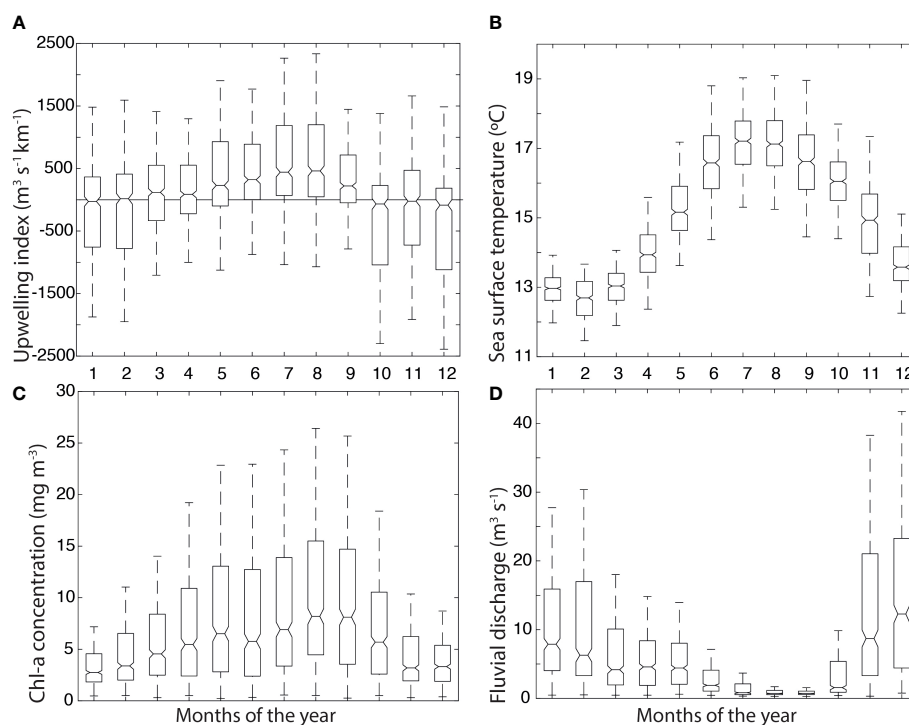 A
Upwelling index (m³ s⁻¹ km⁻¹)
2500
1500
500
-500
-1500
-2500
1 2 3 4 5 6 7 8 9 10 11 12
B
Sea surface temperature (ºC)
19
17
15
13
11
1 2 3 4 5 6 7 8 9 10 11 12
C
Chl-a concentration (mg m⁻³)
30
25
20
15
10
5
0
Months of the year
D
Fluvial discharge (m³ s⁻¹)
40
30
20
10
0
Months of the year